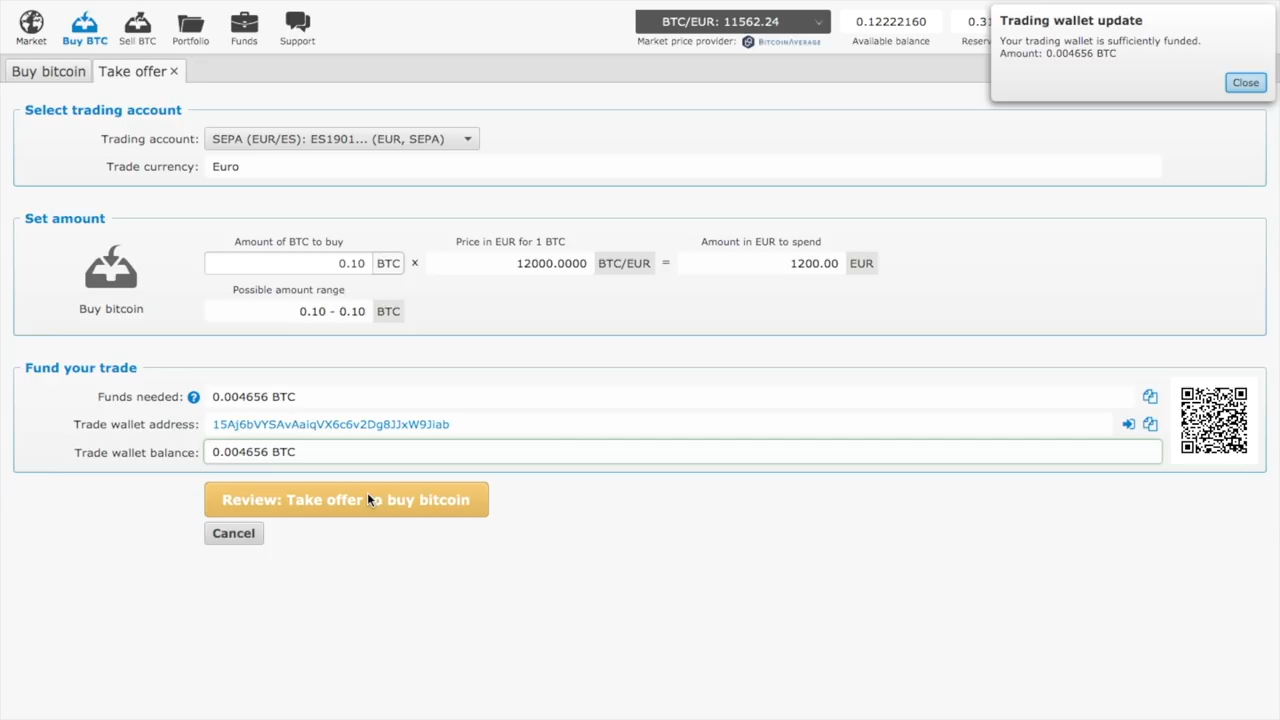 Market
Buy BTC
Sell BTC
Portfolio
Funds
Support
BTC/EUR: 11562.24
Market price provider: BITCOINAVERAGE
0.12222160
Available balance
Trading wallet update
Your trading wallet is sufficiently funded.
Amount: 0.004656 BTC
Close
Buy bitcoin
Take offer
Select trading account
Trading account: SEPA (EUR/ES): ES1901... (EUR, SEPA)
Trade currency: Euro
Set amount
Amount of BTC to buy
Price in EUR for 1 BTC
Amount in EUR to spend
0.10 BTC x 12000.0000 BTC/EUR = 1200.00 EUR
Possible amount range
0.10 - 0.10 BTC
Buy bitcoin
Fund your trade
Funds needed: ? 0.004656 BTC
Trade wallet address: 15Aj6bVYSAvAaiqVX6c6v2Dg8JJxW9Jiab
Trade wallet balance: 0.004656 BTC
Review: Take offer to buy bitcoin
Cancel